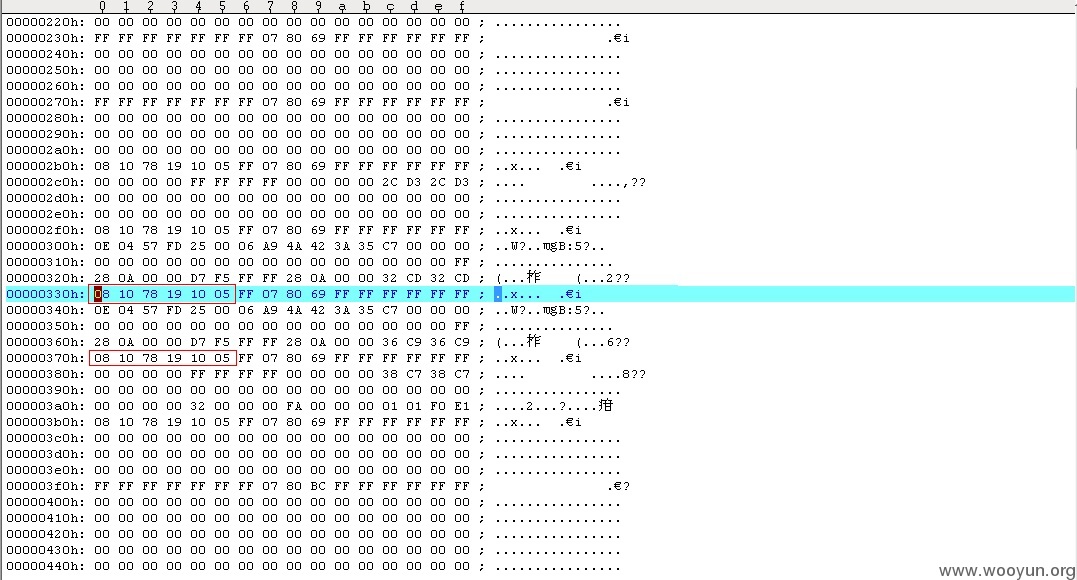 0 1 2 3 4 5 6 7 8 9 a b c d e f
00000220h: 00 00 00 00 00 00 00 00 00 00 00 00 00 00 00 00 ; ................
00000230h: FF FF FF FF FF FF FF 07 80 69 FF FF FF FF FF FF ; .€i
00000240h: 00 00 00 00 00 00 00 00 00 00 00 00 00 00 00 00 ; ................
00000250h: 00 00 00 00 00 00 00 00 00 00 00 00 00 00 00 00 ; ................
00000260h: 00 00 00 00 00 00 00 00 00 00 00 00 00 00 00 00 ; ................
00000270h: FF FF FF FF FF FF FF 07 80 69 FF FF FF FF FF FF ; .€i
00000280h: 00 00 00 00 00 00 00 00 00 00 00 00 00 00 00 00 ; ................
00000290h: 00 00 00 00 00 00 00 00 00 00 00 00 00 00 00 00 ; ................
000002a0h: 00 00 00 00 00 00 00 00 00 00 00 00 00 00 00 00 ; ................
000002b0h: 08 10 78 19 10 05 FF 07 80 69 FF FF FF FF FF FF ; ..x... .€i
000002c0h: 00 00 00 00 FF FF FF FF 00 00 00 00 2C D3 2C D3 ; .... ....,??
000002d0h: 00 00 00 00 00 00 00 00 00 00 00 00 00 00 00 00 ; ................
000002e0h: 00 00 00 00 00 00 00 00 00 00 00 00 00 00 00 00 ; ................
000002f0h: 08 10 78 19 10 05 FF 07 80 69 FF FF FF FF FF FF ; ..x... .€i
00000300h: 0E 04 57 FD 25 00 06 A9 4A 42 3A 35 C7 00 00 00 ; ..W?..㎎B:5?..
00000310h: 00 00 00 00 00 00 00 00 00 00 00 00 00 00 00 FF ; ...............
00000320h: 28 0A 00 00 D7 F5 FF FF 28 0A 00 00 32 CD 32 CD ; (...柞 (...2??
00000330h: 08 10 78 19 10 05 FF 07 80 69 FF FF FF FF FF FF ; ..x... .€i
00000340h: 0E 04 57 FD 25 00 06 A9 4A 42 3A 35 C7 00 00 00 ; ..W?..㎎B:5?..
00000350h: 00 00 00 00 00 00 00 00 00 00 00 00 00 00 00 FF ; ...............
00000360h: 28 0A 00 00 D7 F5 FF FF 28 0A 00 00 36 C9 36 C9 ; (...柞 (...6??
00000370h: 08 10 78 19 10 05 FF 07 80 69 FF FF FF FF FF FF ; ..x... .€i
00000380h: 00 00 00 00 FF FF FF FF 00 00 00 00 38 C7 38 C7 ; .... ....8??
00000390h: 00 00 00 00 00 00 00 00 00 00 00 00 00 00 00 00 ; ................
000003a0h: 00 00 00 00 32 00 00 00 FA 00 00 00 01 01 F0 E1 ; ....2...?....疳
000003b0h: 08 10 78 19 10 05 FF 07 80 69 FF FF FF FF FF FF ; ..x... .€i
000003c0h: 00 00 00 00 00 00 00 00 00 00 00 00 00 00 00 00 ; ................
000003d0h: 00 00 00 00 00 00 00 00 00 00 00 00 00 00 00 00 ; ................
000003e0h: 00 00 00 00 00 00 00 00 00 00 00 00 00 00 00 00 ; ................
000003f0h: FF FF FF FF FF FF FF 07 80 BC FF FF FF FF FF FF ; .€?
00000400h: 00 00 00 00 00 00 00 00 00 00 00 00 00 00 00 00 ; ................
00000410h: 00 00 00 00 00 00 00 00 00 00 00 00 00 00 00 00 ; ................
00000420h: 00 00 00 00 00 00 00 00 00 00 00 00 00 00 00 00 ; ................
00000430h: 00 00 00 00 00 00 00 00 00 00 00 00 00 00 00 00 ; ................
00000440h: 00 00 00 00 00 00 00 00 00 00 00 00 00 00 00 00 ; ................
www.wooyun.org